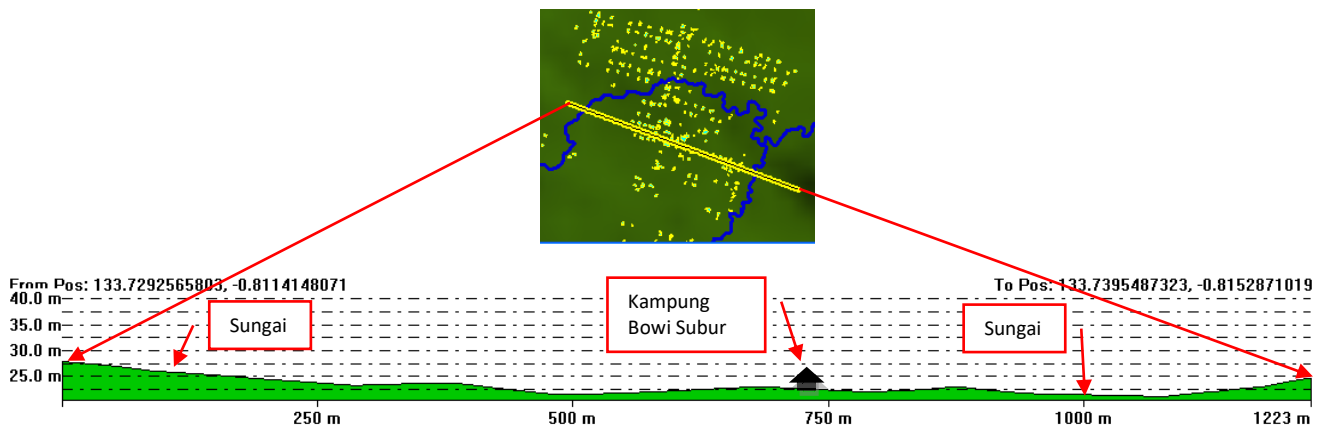 From Pos: 133.7292565803, -0.8114148071
To Pos: 133.7395487323, -0.8152871019
40.0 m
35.0 m
30.0 m
25.0 m
Sungai
Kampung
Bowi Subur
Sungai
250 m
500 m
750 m
1000 m
1223 m